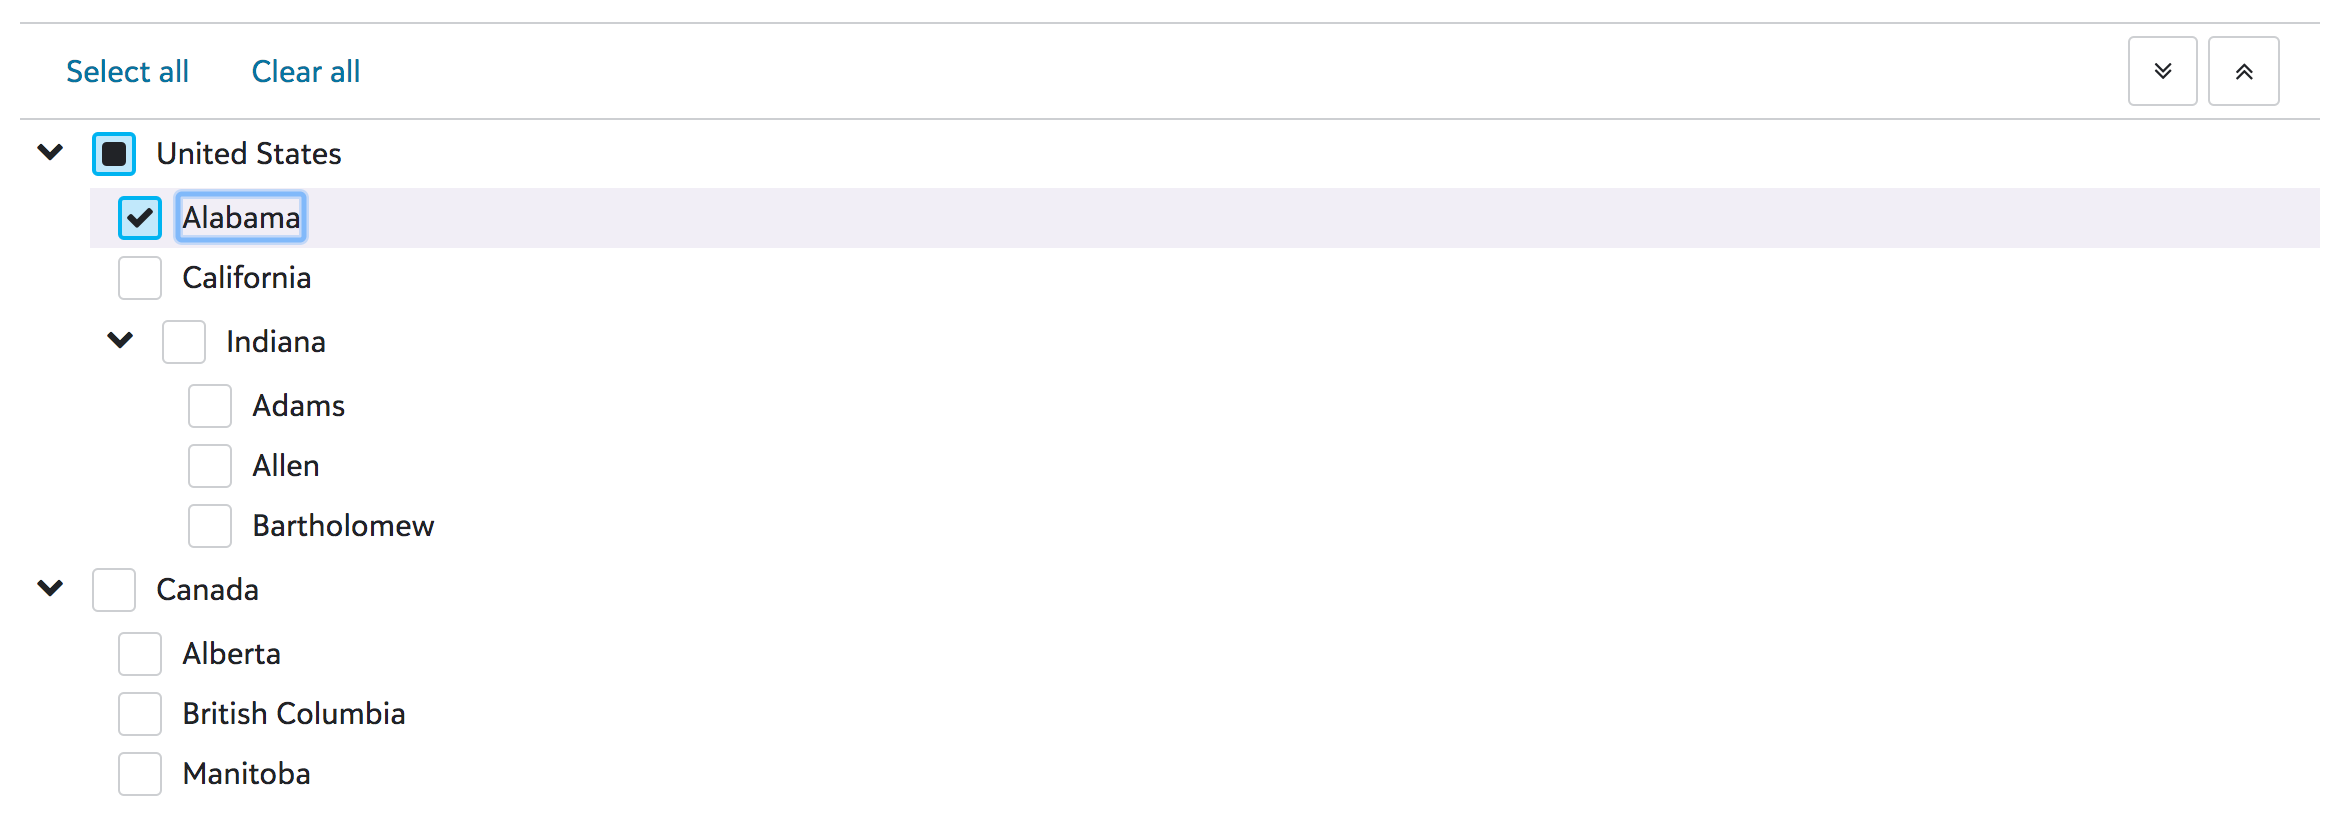 Select all Clear all
United States
Alabama
California
Indiana
Adams
Allen
Bartholomew
Canada
Alberta
British Columbia
Manitoba